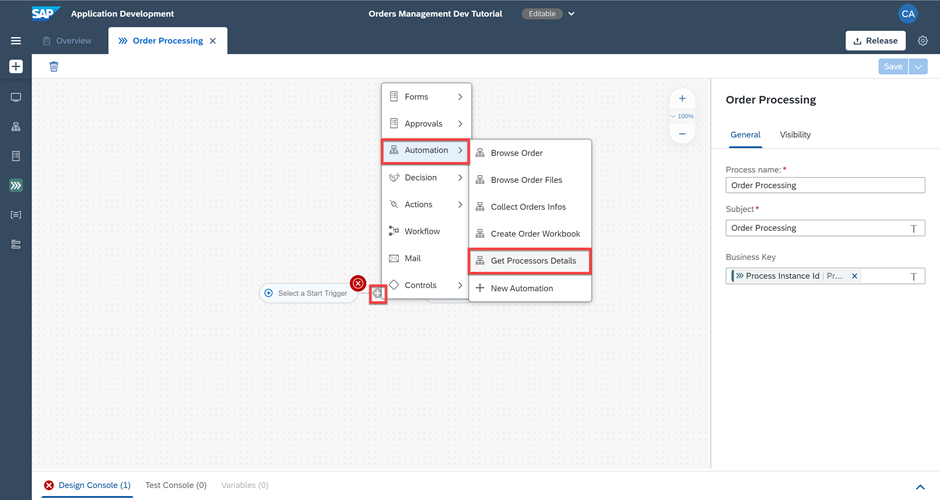 SAP Application Development Orders Management Dev Tutorial Editable CA
Overview Order Processing Release
Save
Forms
Approvals
Automation
Decision
Actions
Workflow
Mail
Controls
Browse Order
Browse Order Files
Collect Orders Infos
Create Order Workbook
Get Processors Details
New Automation
Select a Start Trigger
100%
Order Processing
General Visibility
Process name:*
Order Processing
Subject*
Order Processing T
Business Key
Process Instance Id | Pr... T
Design Console (1) Test Console (0) Variables (0)